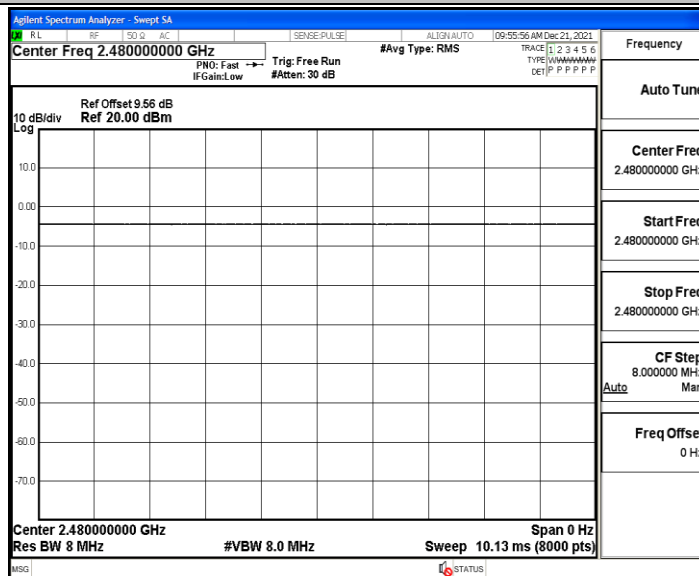 Agilent Spectrum Analyzer - Swept SA
RL RF 50 Ω AC SENSE:PULSE ALIGN AUTO 09:55:56 AM Dec 21, 2021
Center Freq 2.480000000 GHz
PNO: Fast
IFGain:Low
Trig: Free Run
#Atten: 30 dB
#Avg Type: RMS
TRACE 1 2 3 4 5 6
TYPE
DET P P P P P P
Ref Offset 9.56 dB
10 dB/div Ref 20.00 dBm
Log
10.0
0.00
-10.0
-20.0
-30.0
-40.0
-50.0
-60.0
-70.0
Center 2.480000000 GHz Span 0 Hz
Res BW 8 MHz #VBW 8.0 MHz Sweep 10.13 ms (8000 pts)
MSG STATUS
Frequency
Auto Tune
Center Freq
2.480000000 GHz
Start Freq
2.480000000 GHz
Stop Freq
2.480000000 GHz
CF Step
8.000000 MHz
Auto Man
Freq Offset
0 Hz